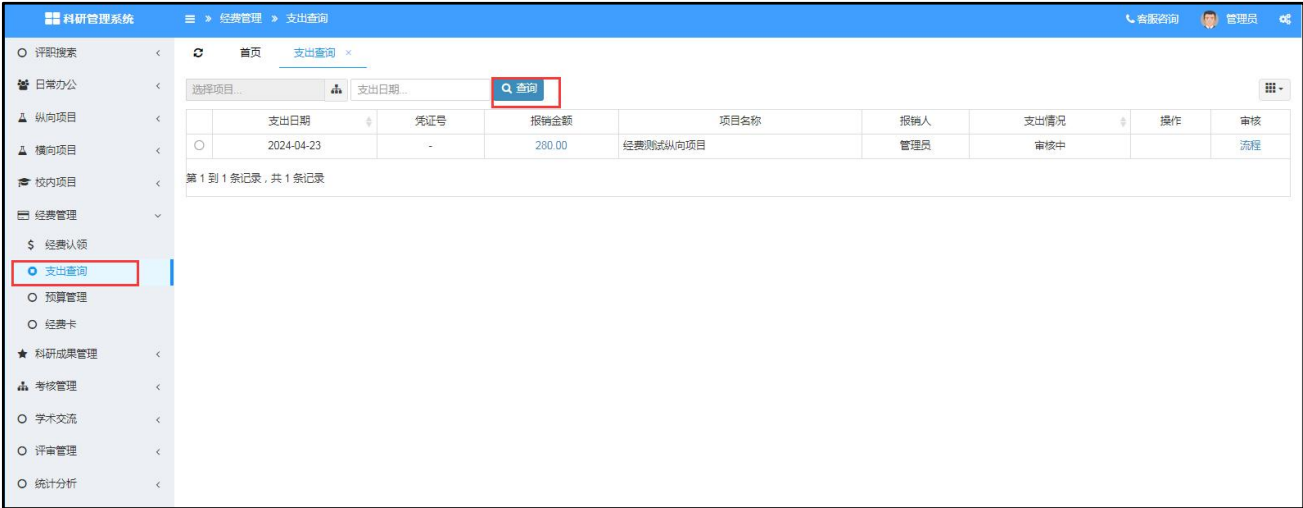 科研管理系统 » 经费管理 » 支出查询 客服咨询 管理员
评职搜索
日常办公
纵向项目
横向项目
校内项目
经费管理
$ 经费认领
支出查询
预算管理
经费卡
科研成果管理
考核管理
学术交流
评审管理
统计分析
首页 支出查询 ×
选择项目... 支出日期... 查询
支出日期 凭证号 报销金额 项目名称 报销人 支出情况 操作 审核
2024-04-23 - 280.00 经费测试纵向项目 管理员 审核中 流程
第 1 到 1 条记录，共 1 条记录